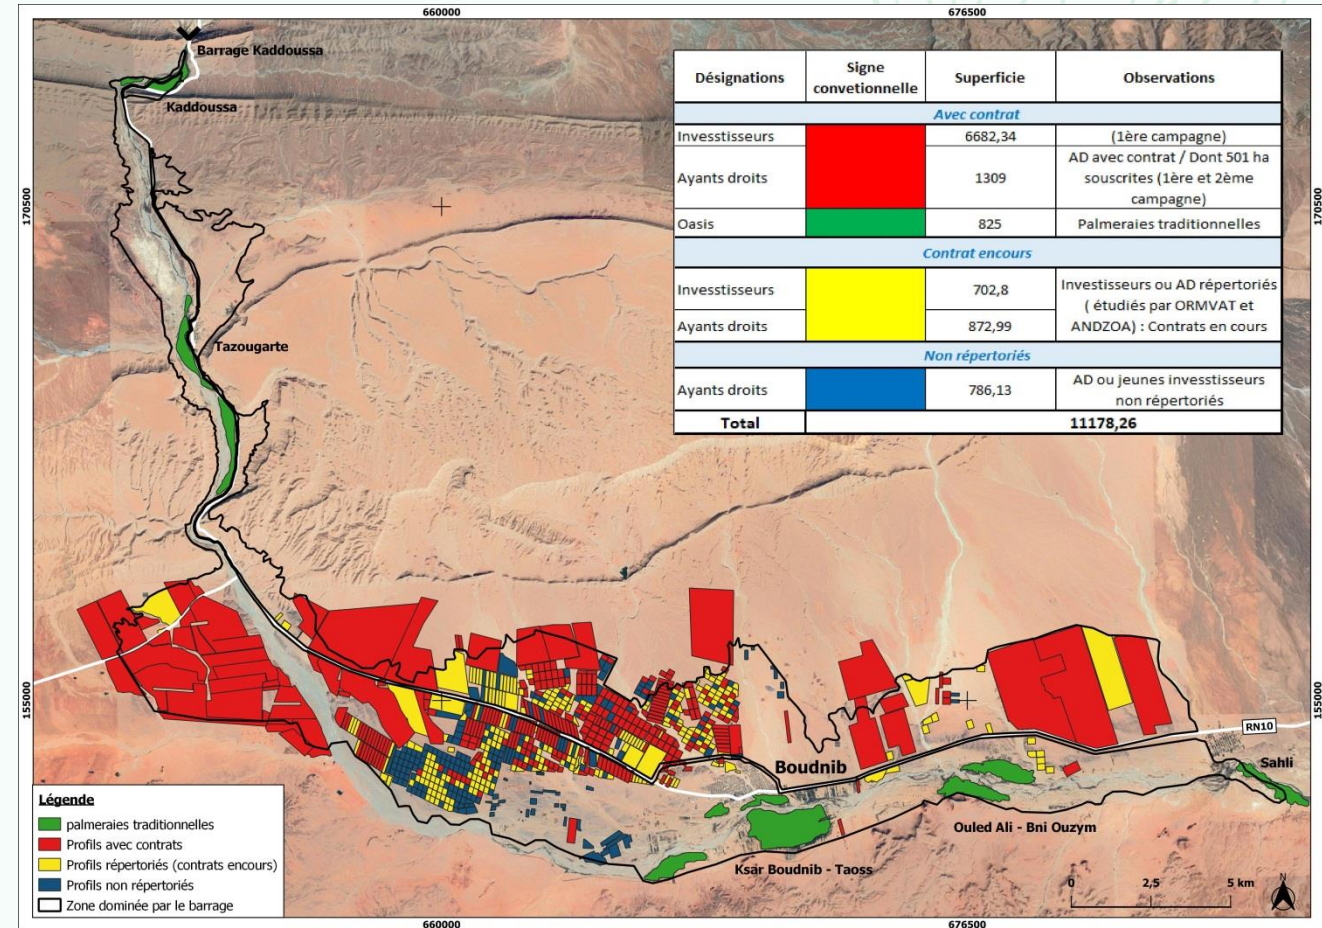 660000
676500
Barrage Kaddoussa
Kaddoussa
170500
170500
Tazougarte
Désignations
Signe
convetionnelle
Superficie
Observations
Avec contrat
Invesstisseurs
6682,34
(1ère campagne)
Ayants droits
1309
AD avec contrat / Dont 501 ha
souscrites (1ère et 2ème
campagne)
Oasis
825
Palmeraies traditionnelles
Contrat encours
Invesstisseurs
702,8
Investisseurs ou AD répertoriés
( étudiés par ORMVAT et
ANDZOA) : Contrats en cours
Ayants droits
872,99
Non répertoriés
Ayants droits
786,13
AD ou jeunes invesstisseurs
non répertoriés
Total
11178,26
155000
155000
RN10
Boudnib
Sahli
Ouled Ali - Bni Ouzym
Ksar Boudnib - Taoss
Légende
palmeraies traditionnelles
Profils avec contrats
Profils répertoriés (contrats encours)
Profils non répertoriés
Zone dominée par le barrage
0
2,5
5 km
N
660000
676500